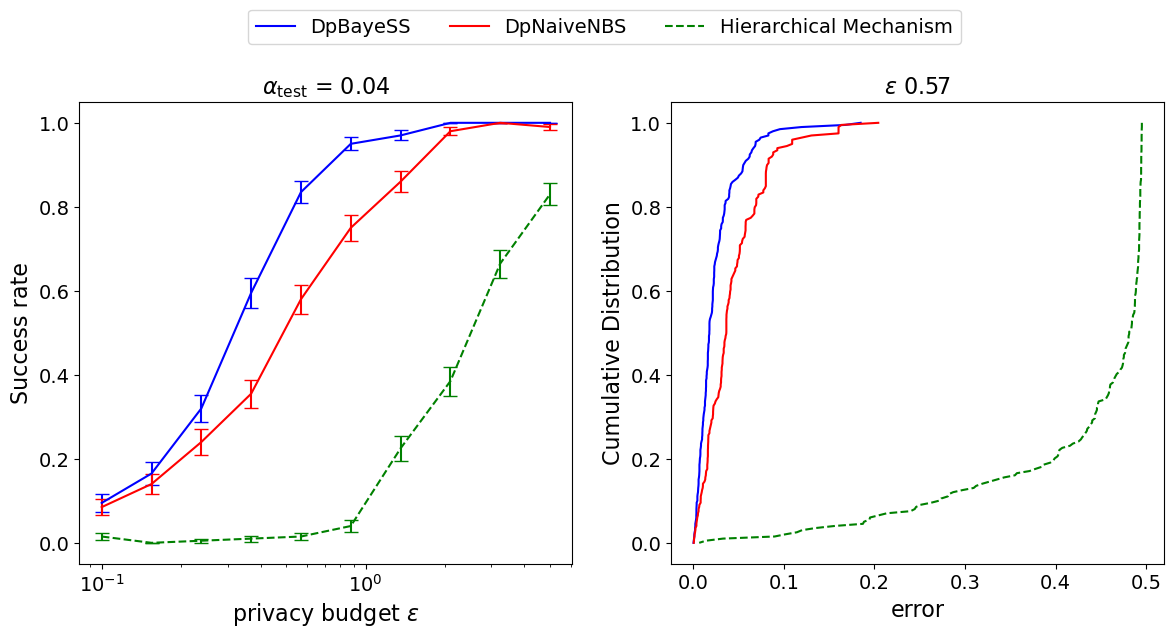 DpBayeSS DpNaiveNBS Hierarchical Mechanism
α_test = 0.04
Success rate
1.0
0.8
0.6
0.4
0.2
0.0
10⁻¹ 10⁰
privacy budget ε
ε 0.57
Cumulative Distribution
1.0
0.8
0.6
0.4
0.2
0.0
0.0 0.1 0.2 0.3 0.4 0.5
error